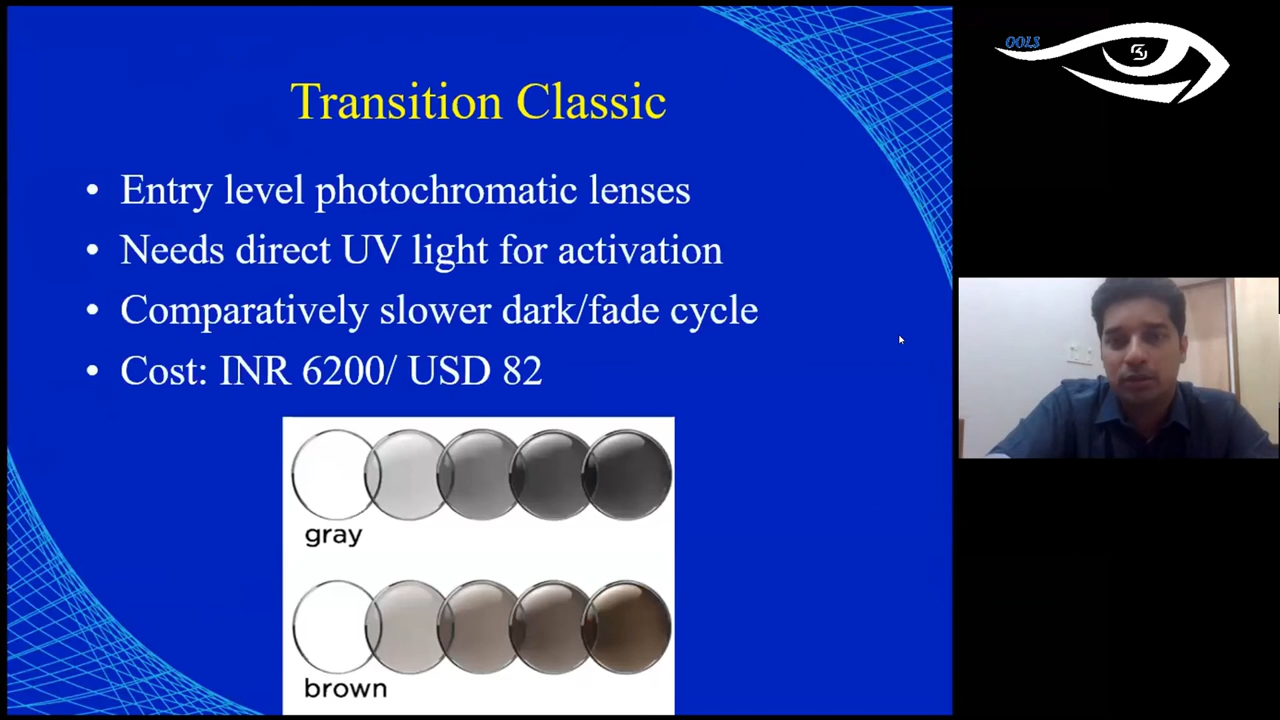 Transition Classic
• Entry level photochromatic lenses
• Needs direct UV light for activation
• Comparatively slower dark/fade cycle
• Cost: INR 6200/ USD 82
gray
brown
OOLS